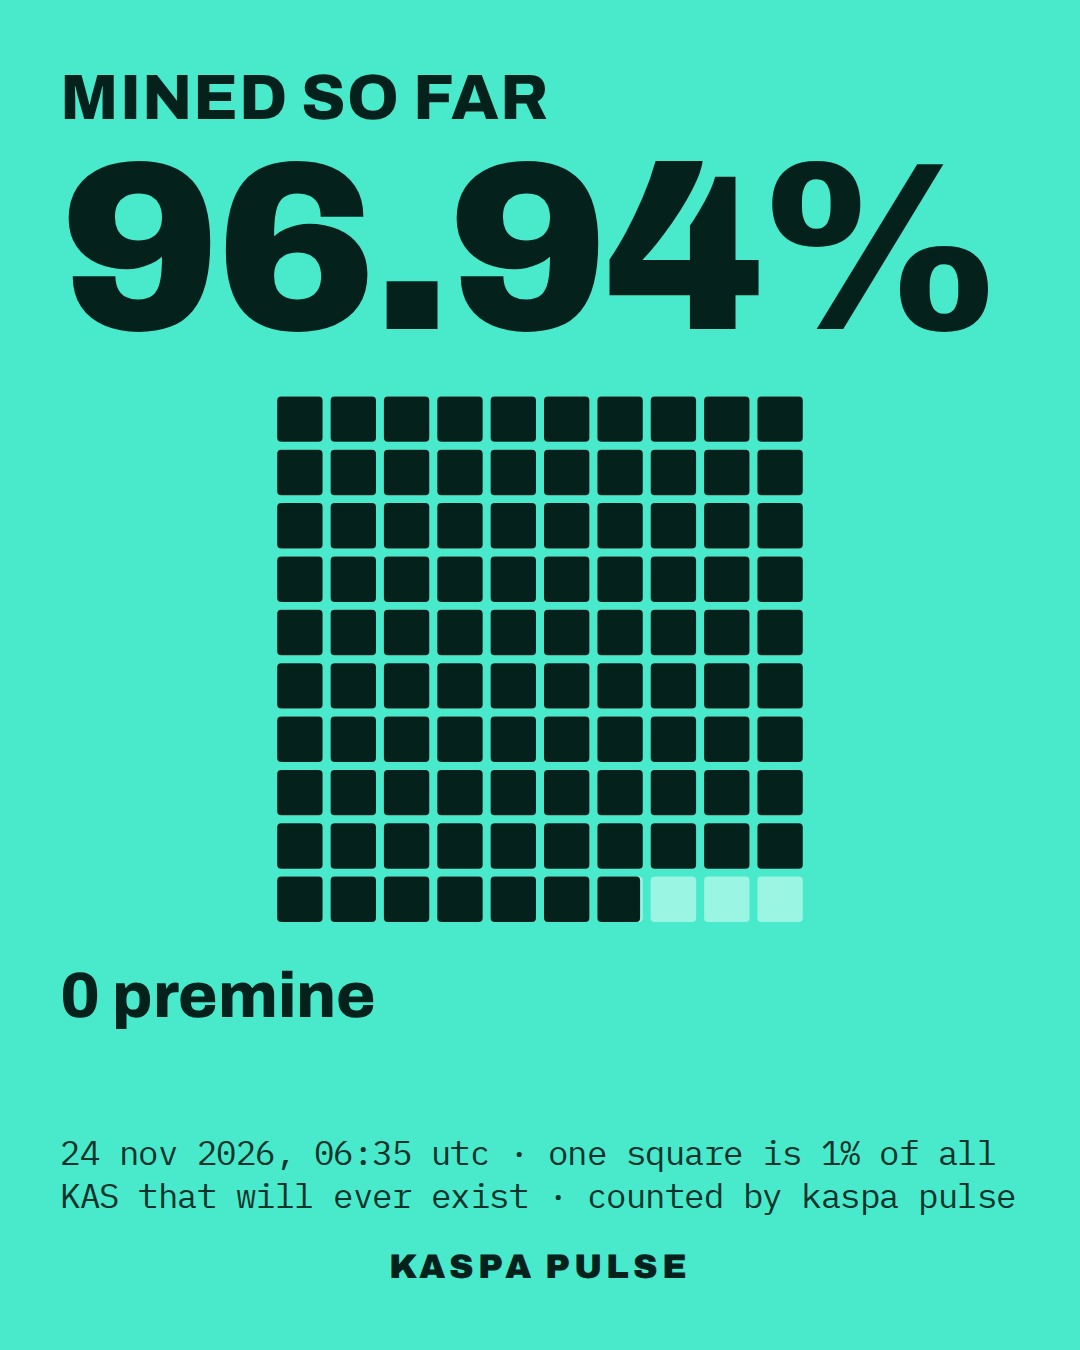 MINED SO FAR
96.94%
0 premine
24 nov 2026, 06:35 utc · one square is 1% of all
KAS that will ever exist · counted by kaspa pulse
KASPA PULSE